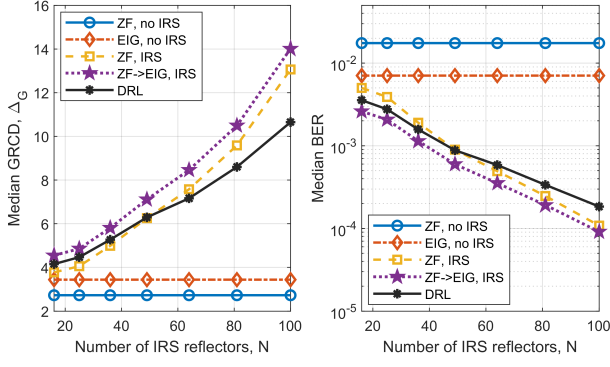 16
14
12
10
8
6
4
2
Median GRCD, Δ_G
ZF, no IRS
EIG, no IRS
ZF, IRS
ZF->EIG, IRS
DRL
20 40 60 80 100
Number of IRS reflectors, N
10^-2
10^-3
10^-4
10^-5
Median BER
ZF, no IRS
EIG, no IRS
ZF, IRS
ZF->EIG, IRS
DRL
20 40 60 80 100
Number of IRS reflectors, N